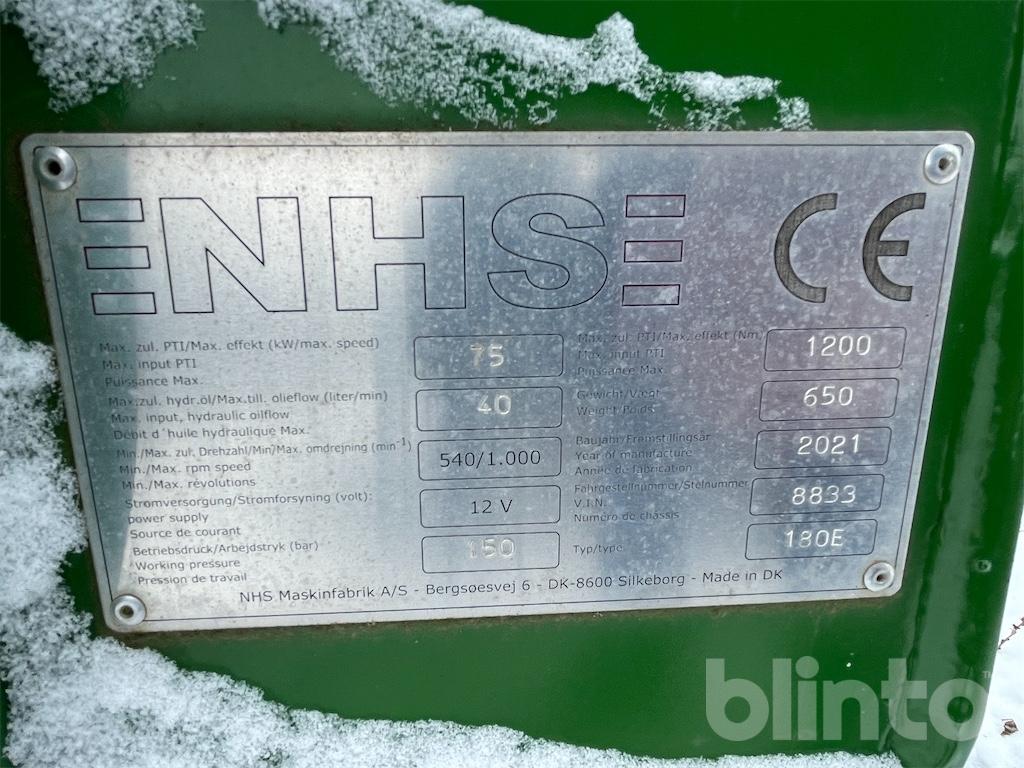 NHS CE
Max. zul. PTI/Max. effekt (kW/max. speed)
Max. input PTI
Puissance Max.
75
Max.zul. hydr.öl/Max.till. olieflow (liter/min)
Max. input, hydraulic oilflow
Débit d'huile hydraulique Max.
40
Min./Max. zul. Drehzahl/Min/Max. omdrejning (min-1)
Min./Max. rpm speed
Min./Max. révolutions
540/1.000
Stromversorgung/Stromforsyning (volt):
power supply
Source de courant
12 V
Betriebsdruck/Arbejdstryk (bar)
Working pressure
Pression de travail
150
Max. zul. PTI/Max. effekt (Nm)
Max. input PTI
Puissance Max.
1200
Gewicht/Vægt
Weight/Poids
650
Baujahr/Fremstillingsår
Year of manufacture
Année de fabrication
2021
Fahrgestellnummer/Stelnummer
V.I.N.
Numéro de châssis
8833
Typ/type
180E
NHS Maskinfabrik A/S - Bergsøesvej 6 - DK-8600 Silkeborg - Made in DK
blinto